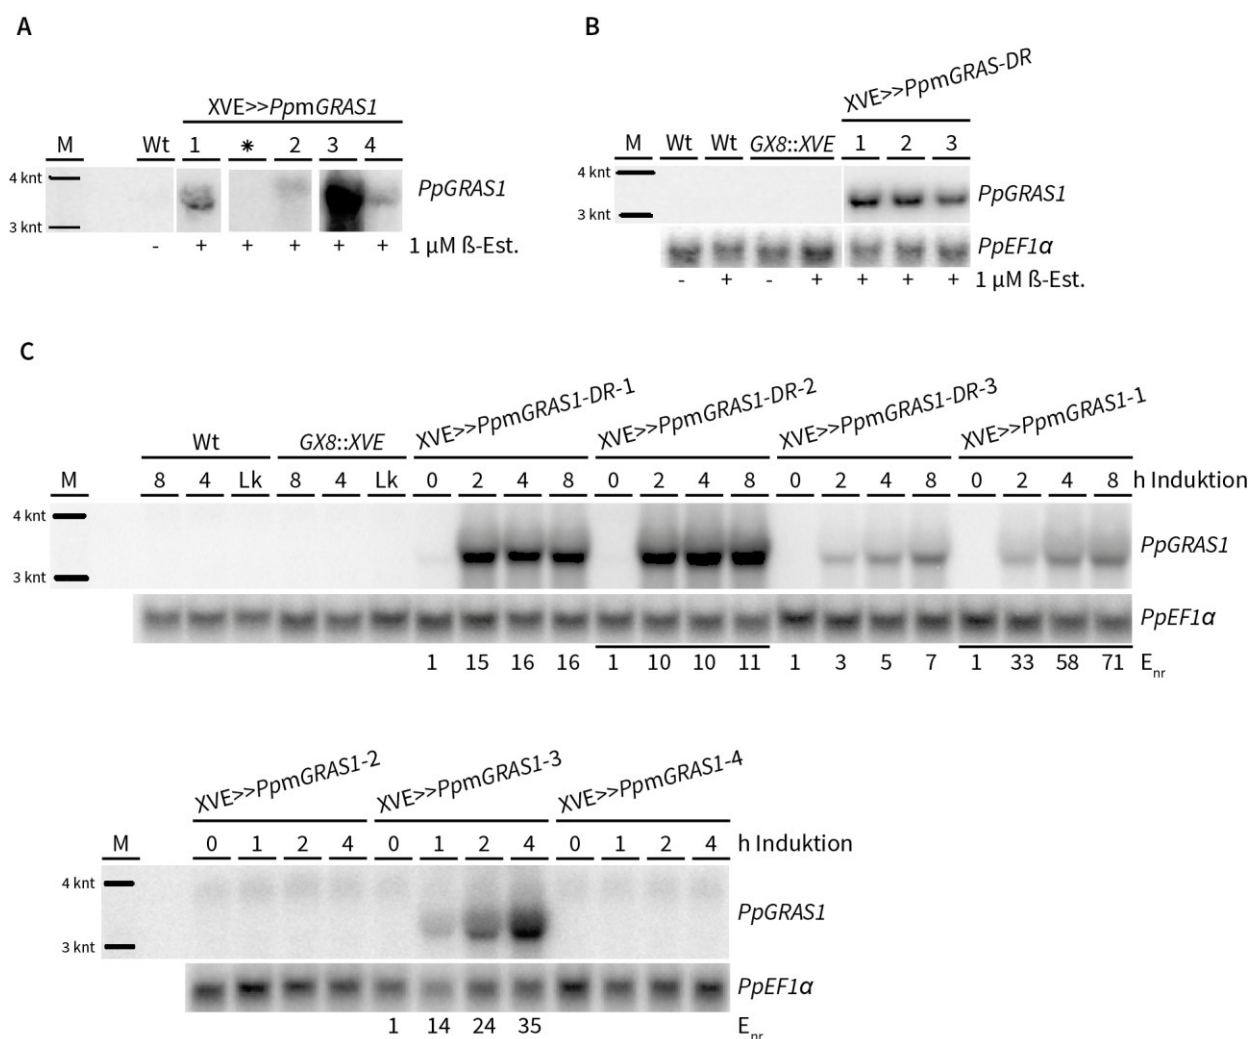 A
XVE>>PpmGRAS1
M Wt 1 * 2 3 4
4 knt
PpGRAS1
3 knt
- + + + + + 1 µM ß-Est.
B
XVE>>PpmGRAS-DR
M Wt Wt GX8::XVE 1 2 3
4 knt
PpGRAS1
3 knt
PpEF1α
- + - + + + + 1 µM ß-Est.
C
XVE>>PpmGRAS1-DR-1 XVE>>PpmGRAS1-DR-2 XVE>>PpmGRAS1-DR-3 XVE>>PpmGRAS1-1
Wt GX8::XVE
M 8 4 Lk 8 4 Lk 0 2 4 8 0 2 4 8 0 2 4 8 0 2 4 8 h Induktion
4 knt
PpGRAS1
3 knt
PpEF1α
1 15 16 16 1 10 10 11 1 3 5 7 1 33 58 71 Enr
XVE>>PpmGRAS1-2 XVE>>PpmGRAS1-3 XVE>>PpmGRAS1-4
M 0 1 2 4 0 1 2 4 0 1 2 4 h Induktion
4 knt
PpGRAS1
3 knt
PpEF1α
1 14 24 35 Enr